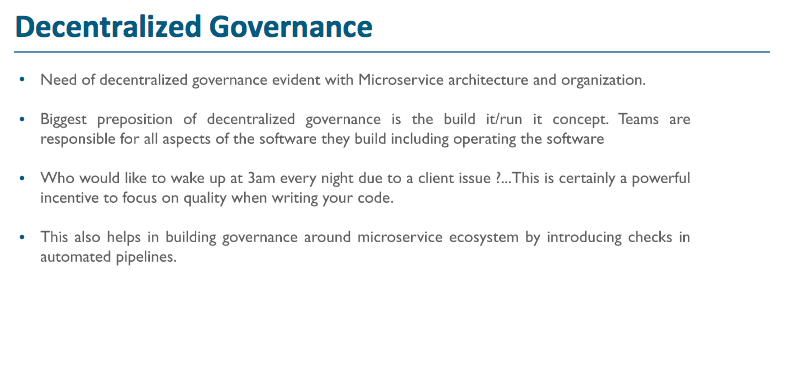 Decentralized Governance
• Need of decentralized governance evident with Microservice architecture and organization.
• Biggest preposition of decentralized governance is the build it/run it concept. Teams are
responsible for all aspects of the software they build including operating the software
• Who would like to wake up at 3am every night due to a client issue ?...This is certainly a powerful
incentive to focus on quality when writing your code.
• This also helps in building governance around microservice ecosystem by introducing checks in
automated pipelines.